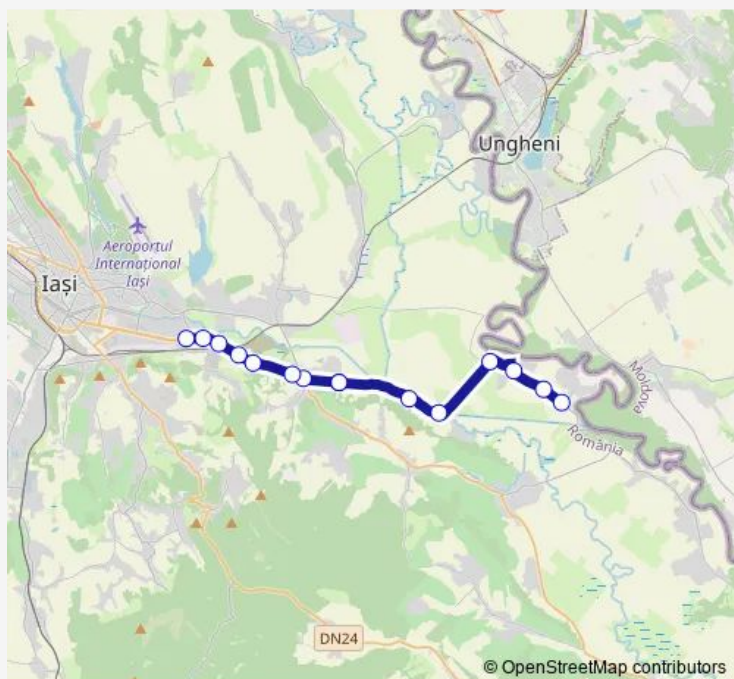 Ungheni
Aeroportul
Internațional
Iași
Iași
Moldova
România
DN24
© OpenStreetMap contributors